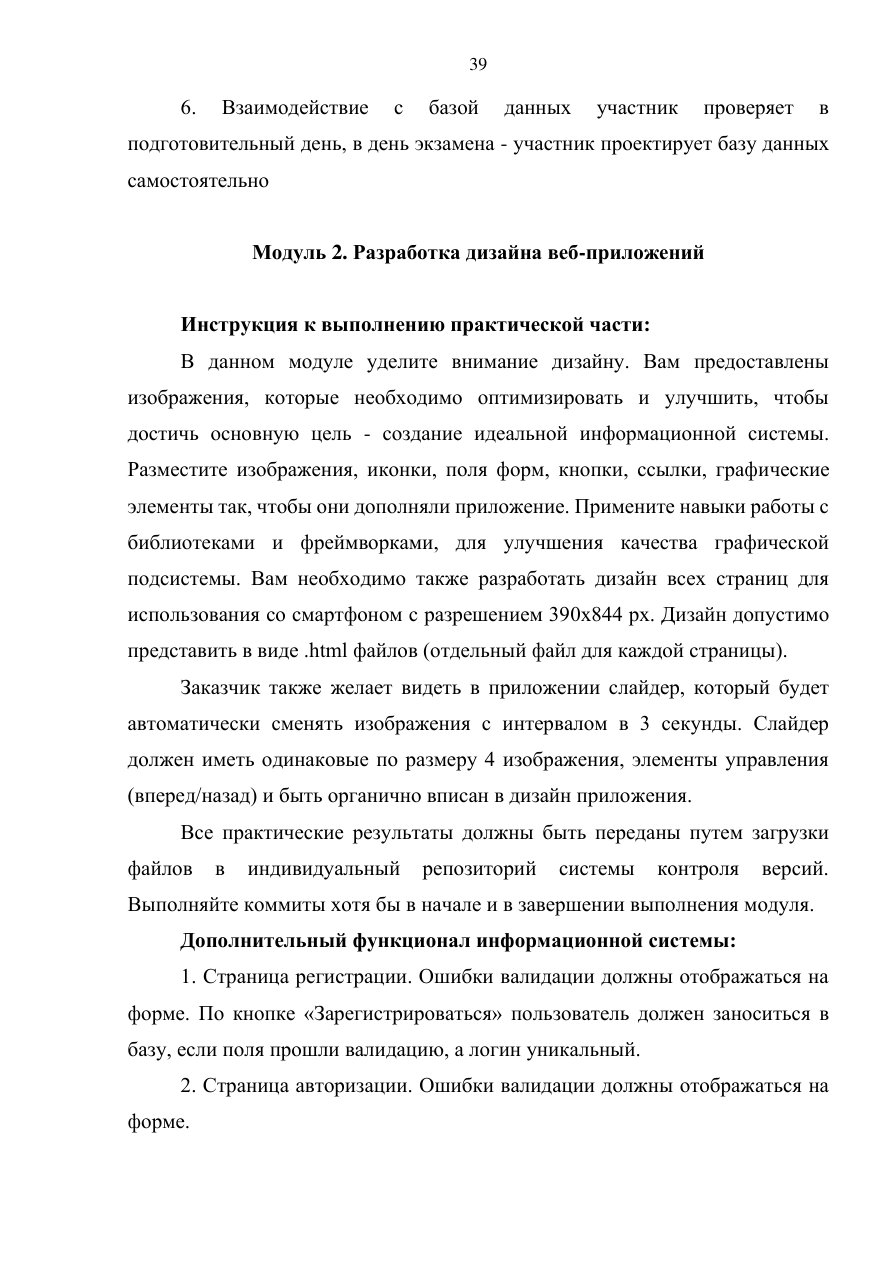 39
6. Взаимодействие с базой данных участник проверяет в
подготовительный день, в день экзамена - участник проектирует базу данных
самостоятельно
Модуль 2. Разработка дизайна веб-приложений
Инструкция к выполнению практической части:
В данном модуле уделите внимание дизайну. Вам предоставлены
изображения, которые необходимо оптимизировать и улучшить, чтобы
достичь основную цель - создание идеальной информационной системы.
Разместите изображения, иконки, поля форм, кнопки, ссылки, графические
элементы так, чтобы они дополняли приложение. Примените навыки работы с
библиотеками и фреймворками, для улучшения качества графической
подсистемы. Вам необходимо также разработать дизайн всех страниц для
использования со смартфоном с разрешением 390х844 px. Дизайн допустимо
представить в виде .html файлов (отдельный файл для каждой страницы).
Заказчик также желает видеть в приложении слайдер, который будет
автоматически сменять изображения с интервалом в 3 секунды. Слайдер
должен иметь одинаковые по размеру 4 изображения, элементы управления
(вперед/назад) и быть органично вписан в дизайн приложения.
Все практические результаты должны быть переданы путем загрузки
файлов в индивидуальный репозиторий системы контроля версий.
Выполняйте коммиты хотя бы в начале и в завершении выполнения модуля.
Дополнительный функционал информационной системы:
1. Страница регистрации. Ошибки валидации должны отображаться на
форме. По кнопке «Зарегистрироваться» пользователь должен заноситься в
базу, если поля прошли валидацию, а логин уникальный.
2. Страница авторизации. Ошибки валидации должны отображаться на
форме.